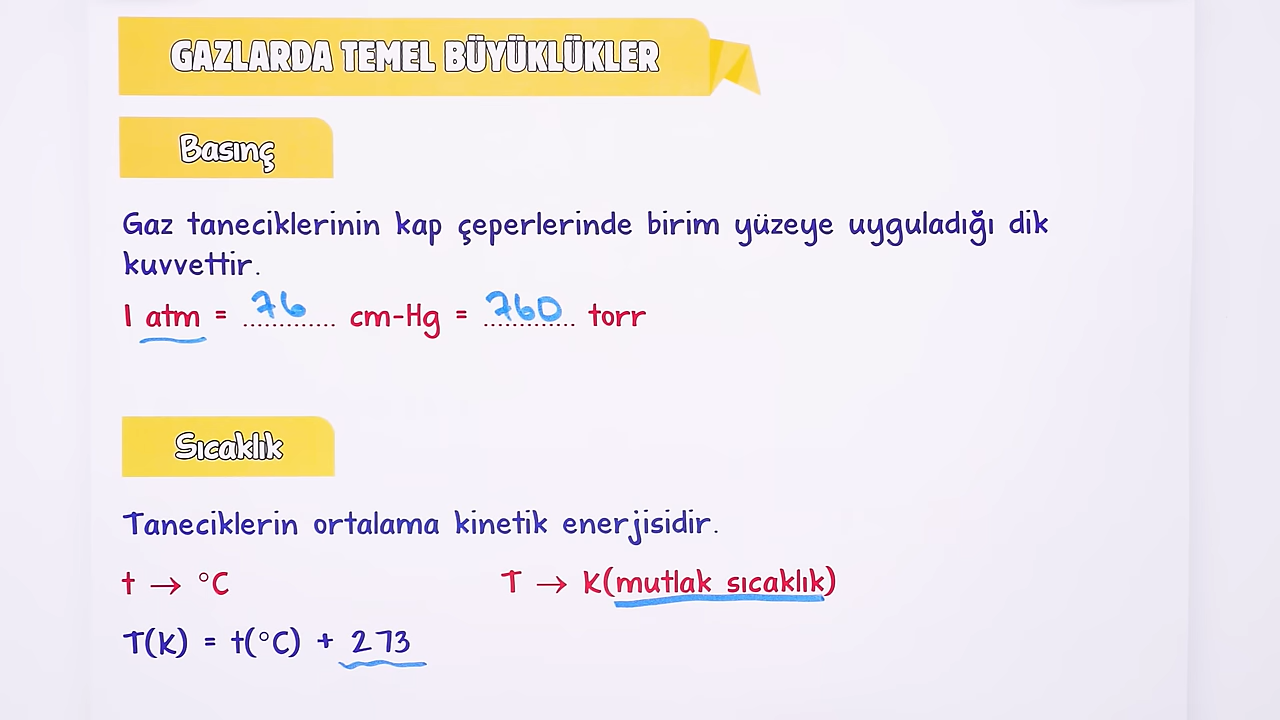 GAZLARDA TEMEL BÜYÜKLÜKLER
Basınç
Gaz taneciklerinin kap çeperlerinde birim yüzeye uyguladığı dik
kuvvettir.
1 atm = 76 cm-Hg = 760 torr
Sıcaklık
Taneciklerin ortalama kinetik enerjisidir.
t → °C T → K(mutlak sıcaklık)
T(K) = t(°C) + 273